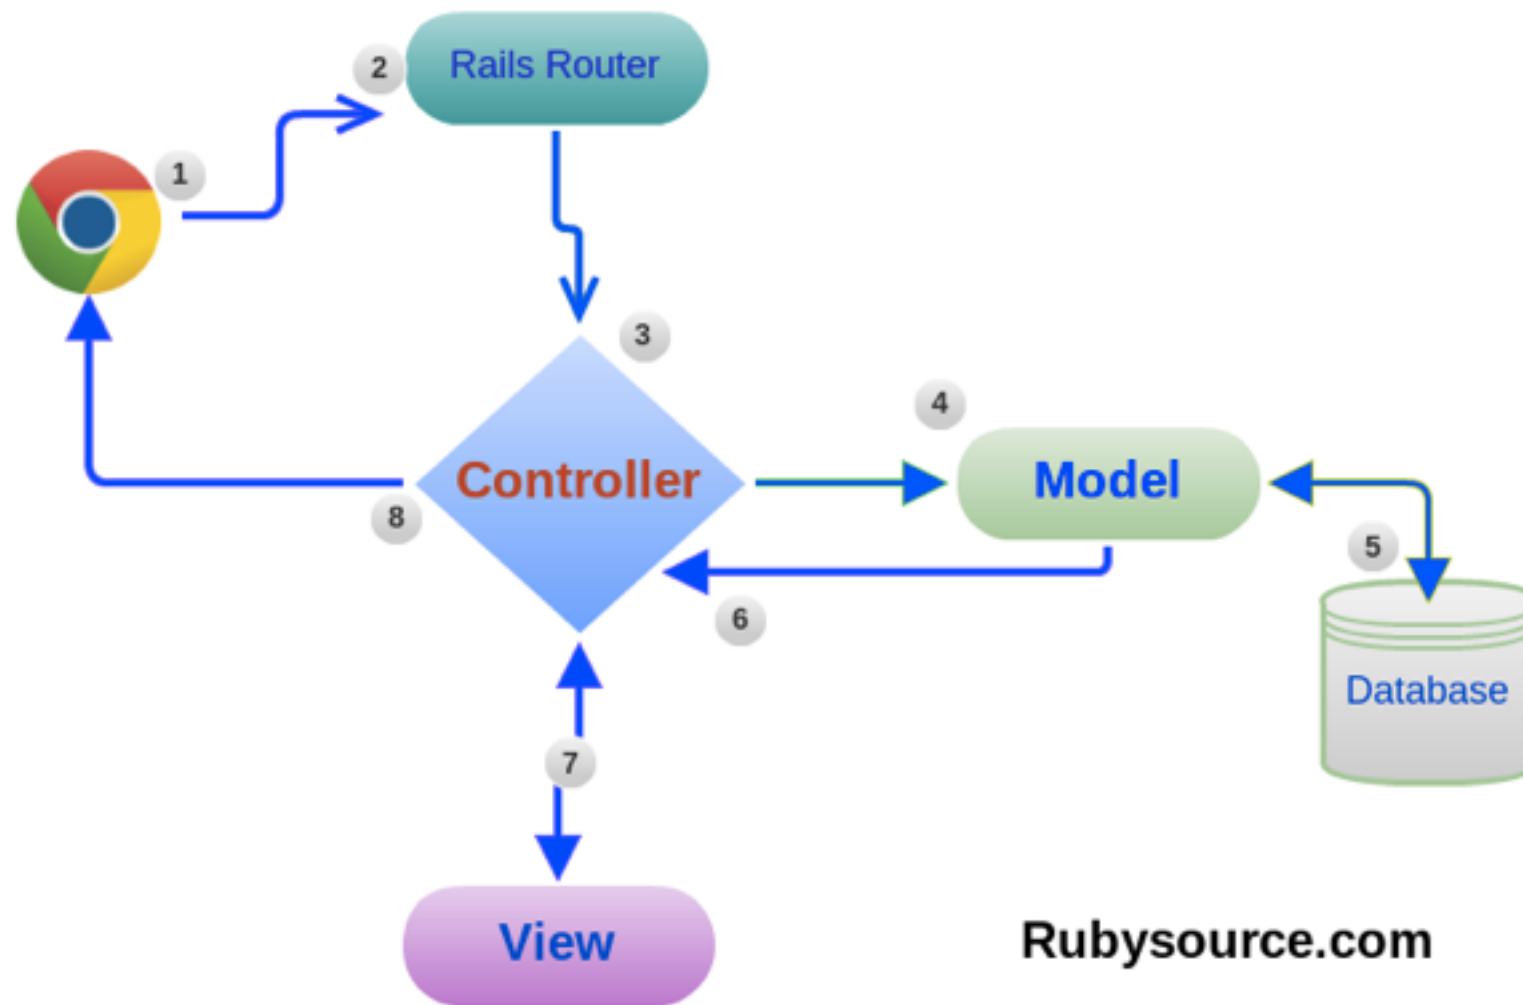 2
Rails Router
1
3
4
Controller
Model
8
5
6
Database
7
View
Rubysource.com